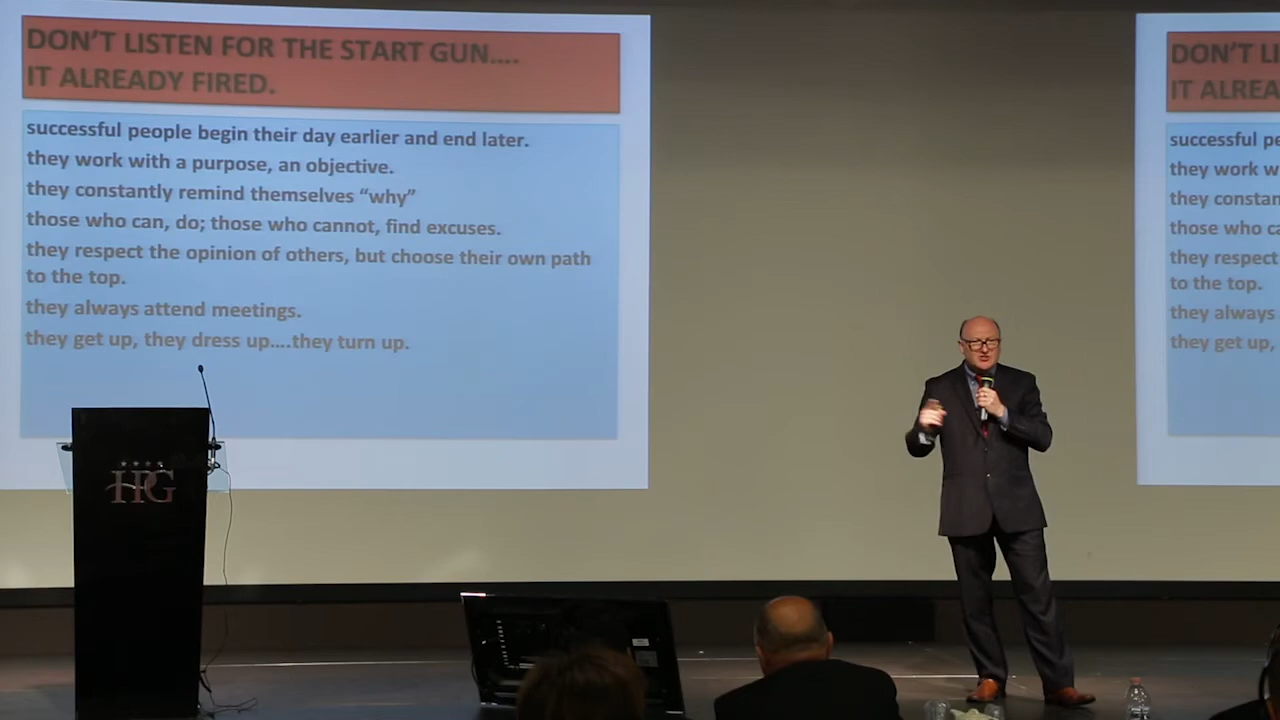 DON'T LISTEN FOR THE START GUN....
IT ALREADY FIRED.
successful people begin their day earlier and end later.
they work with a purpose, an objective.
they constantly remind themselves “why”
those who can, do; those who cannot, find excuses.
they respect the opinion of others, but choose their own path
to the top.
they always attend meetings.
they get up, they dress up....they turn up.
HPG
DON'T LI
IT ALREA
successful pe
they work w
they constan
those who ca
they respect
to the top.
they always
they get up,